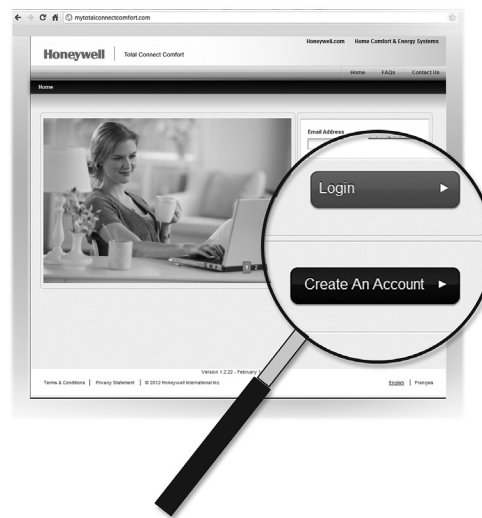 mytotalconnectcomfort.com
Honeywell.com Home Comfort & Energy Systems
Honeywell Total Connect Comfort
Home FAQs Contact Us
Home
Email Address
Login
Create An Account
1 2
Version 1.2.22 - February
Terms & Conditions | Privacy Statement | © 2012 Honeywell International Inc. English | Français